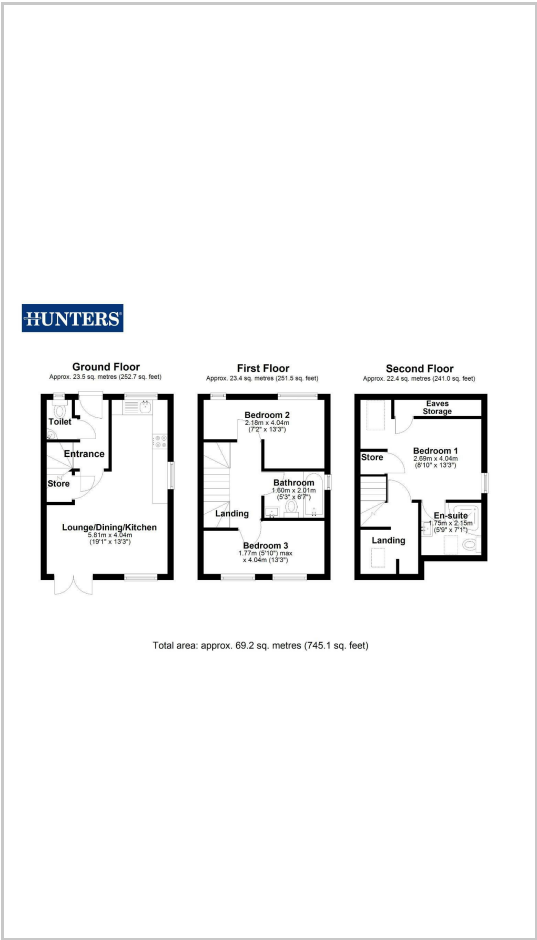 HUNTERS
Ground Floor
Approx. 23.5 sq. metres (252.7 sq. feet)
Toilet
Entrance
Store
Lounge/Dining/Kitchen
5.81m x 4.04m
(19'1" x 13'3")
First Floor
Approx. 23.4 sq. metres (251.5 sq. feet)
Bedroom 2
2.18m x 4.04m
(7'2" x 13'3")
Bathroom
1.60m x 2.01m
(5'3" x 6'7")
Landing
Bedroom 3
1.77m (5'10") max
x 4.04m (13'3")
Second Floor
Approx. 22.4 sq. metres (241.0 sq. feet)
Eaves
Storage
Bedroom 1
2.69m x 4.04m
(8'10" x 13'3")
Store
En-suite
1.75m x 2.15m
(5'9" x 7'1")
Landing
Total area: approx. 69.2 sq. metres (745.1 sq. feet)